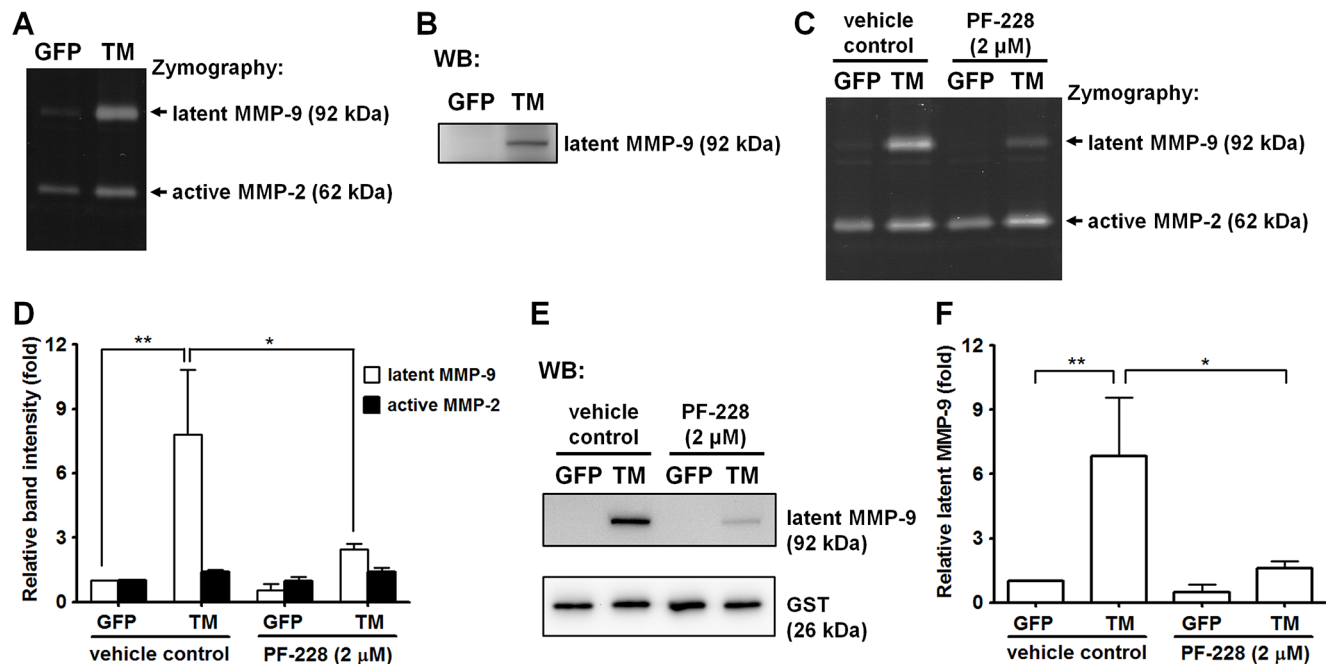 A
GFP TM
Zymography:
latent MMP-9 (92 kDa)
active MMP-2 (62 kDa)
B
WB:
GFP TM
latent MMP-9 (92 kDa)
C
vehicle
control
PF-228
(2 µM)
GFP TM GFP TM
Zymography:
latent MMP-9 (92 kDa)
active MMP-2 (62 kDa)
D
Relative band intensity (fold)
12
9
6
3
0
** *
latent MMP-9
active MMP-2
GFP TM GFP TM
vehicle control PF-228 (2 µM)
E
WB:
vehicle
control
PF-228
(2 µM)
GFP TM GFP TM
latent MMP-9
(92 kDa)
GST
(26 kDa)
F
Relative latent MMP-9 (fold)
12
9
6
3
0
** *
GFP TM GFP TM
vehicle control PF-228 (2 µM)